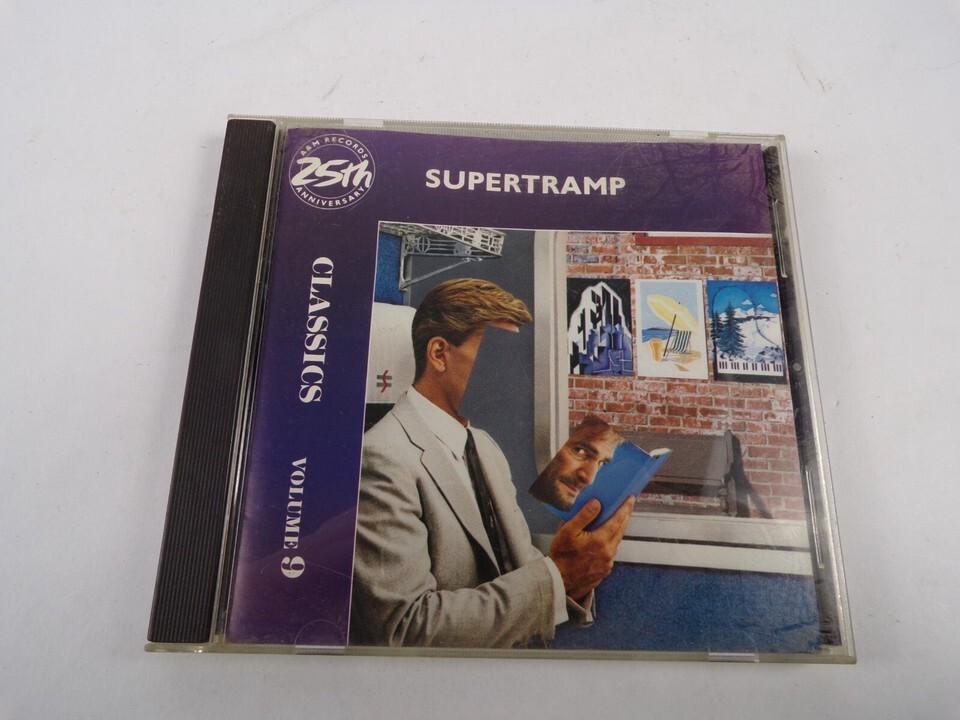 A&M RECORDS
25th
ANNIVERSARY
SUPERTRAMP
CLASSICS
VOLUME 9